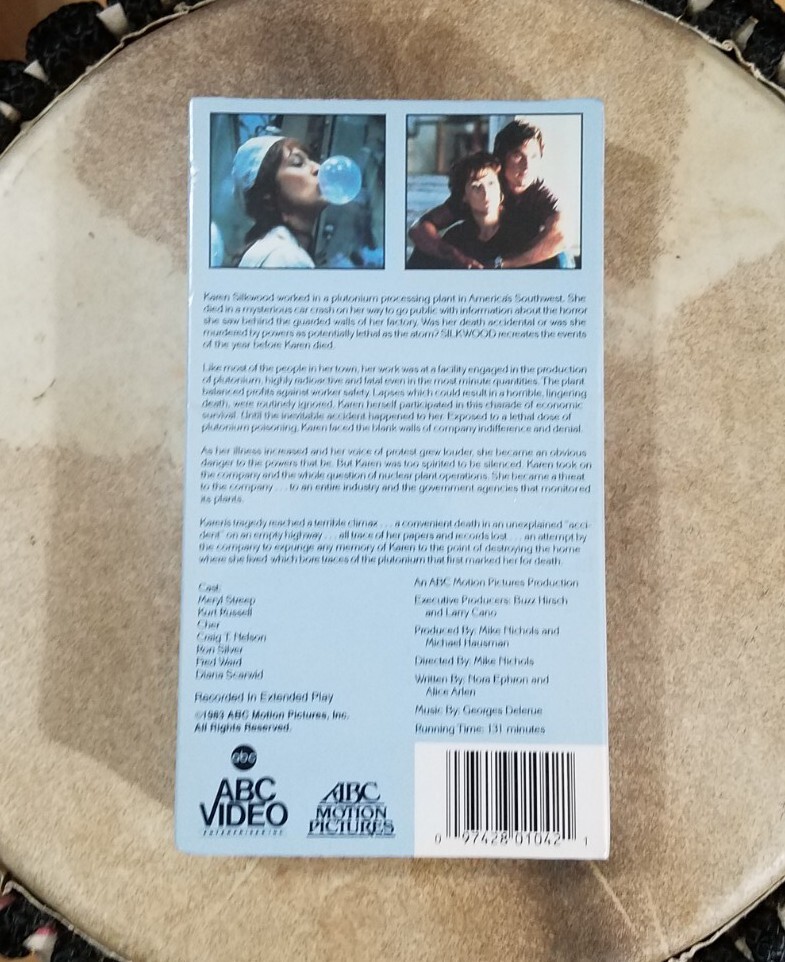 Karen Silkwood worked in a plutonium processing plant in America's Southwest. She
died in a mysterious car crash on her way to go public with information about the horror
she saw behind the guarded walls of her factory. Was her death accidental or was she
murdered by powers as potentially lethal as the atom? SILKWOOD recreates the events
of the year before Karen died.
Like most of the people in her town, her work was at a facility engaged in the production
of plutonium, highly radioactive and fatal even in the most minute quantities. The plant
balanced profits against worker safety. Lapses which could result in a horrible, lingering
death, were routinely ignored. Karen herself participated in this charade of economic
survival. Until the inevitable accident happened to her. Exposed to a lethal dose of
plutonium poisoning, Karen faced the blank walls of company indifference and denial.
As her illness increased and her voice of protest grew louder, she became an obvious
danger to the powers that be. But Karen was too spirited to be silenced. Karen took on
the company and the whole question of nuclear plant operations. She became a threat
to the company . . . to an entire industry and the government agencies that monitored
its plants.
Karen's tragedy reached a terrible climax . . . a convenient death in an unexplained "acci-
dent" on an empty highway . . . all trace of her papers and records lost . . . an attempt by
the company to expunge any memory of Karen to the point of destroying the home
where she lived which bore traces of the plutonium that first marked her for death.
Cast:
Meryl Streep
Kurt Russell
Cher
Craig T. Nelson
Ron Silver
Fred Ward
Diana Scarwid
Recorded In Extended Play
©1983 ABC Motion Pictures, Inc.
All Rights Reserved.
An ABC Motion Pictures Production
Executive Producers: Buzz Hirsch
and Larry Cano
Produced By: Mike Nichols and
Michael Hausman
Directed By: Mike Nichols
Written By: Nora Ephron and
Alice Arlen
Music By: Georges Delerue
Running Time: 131 minutes
abc
ABC
VIDEO
ENTERPRISES INC
ABC
MOTION
PICTURES
0 97428 01042 1